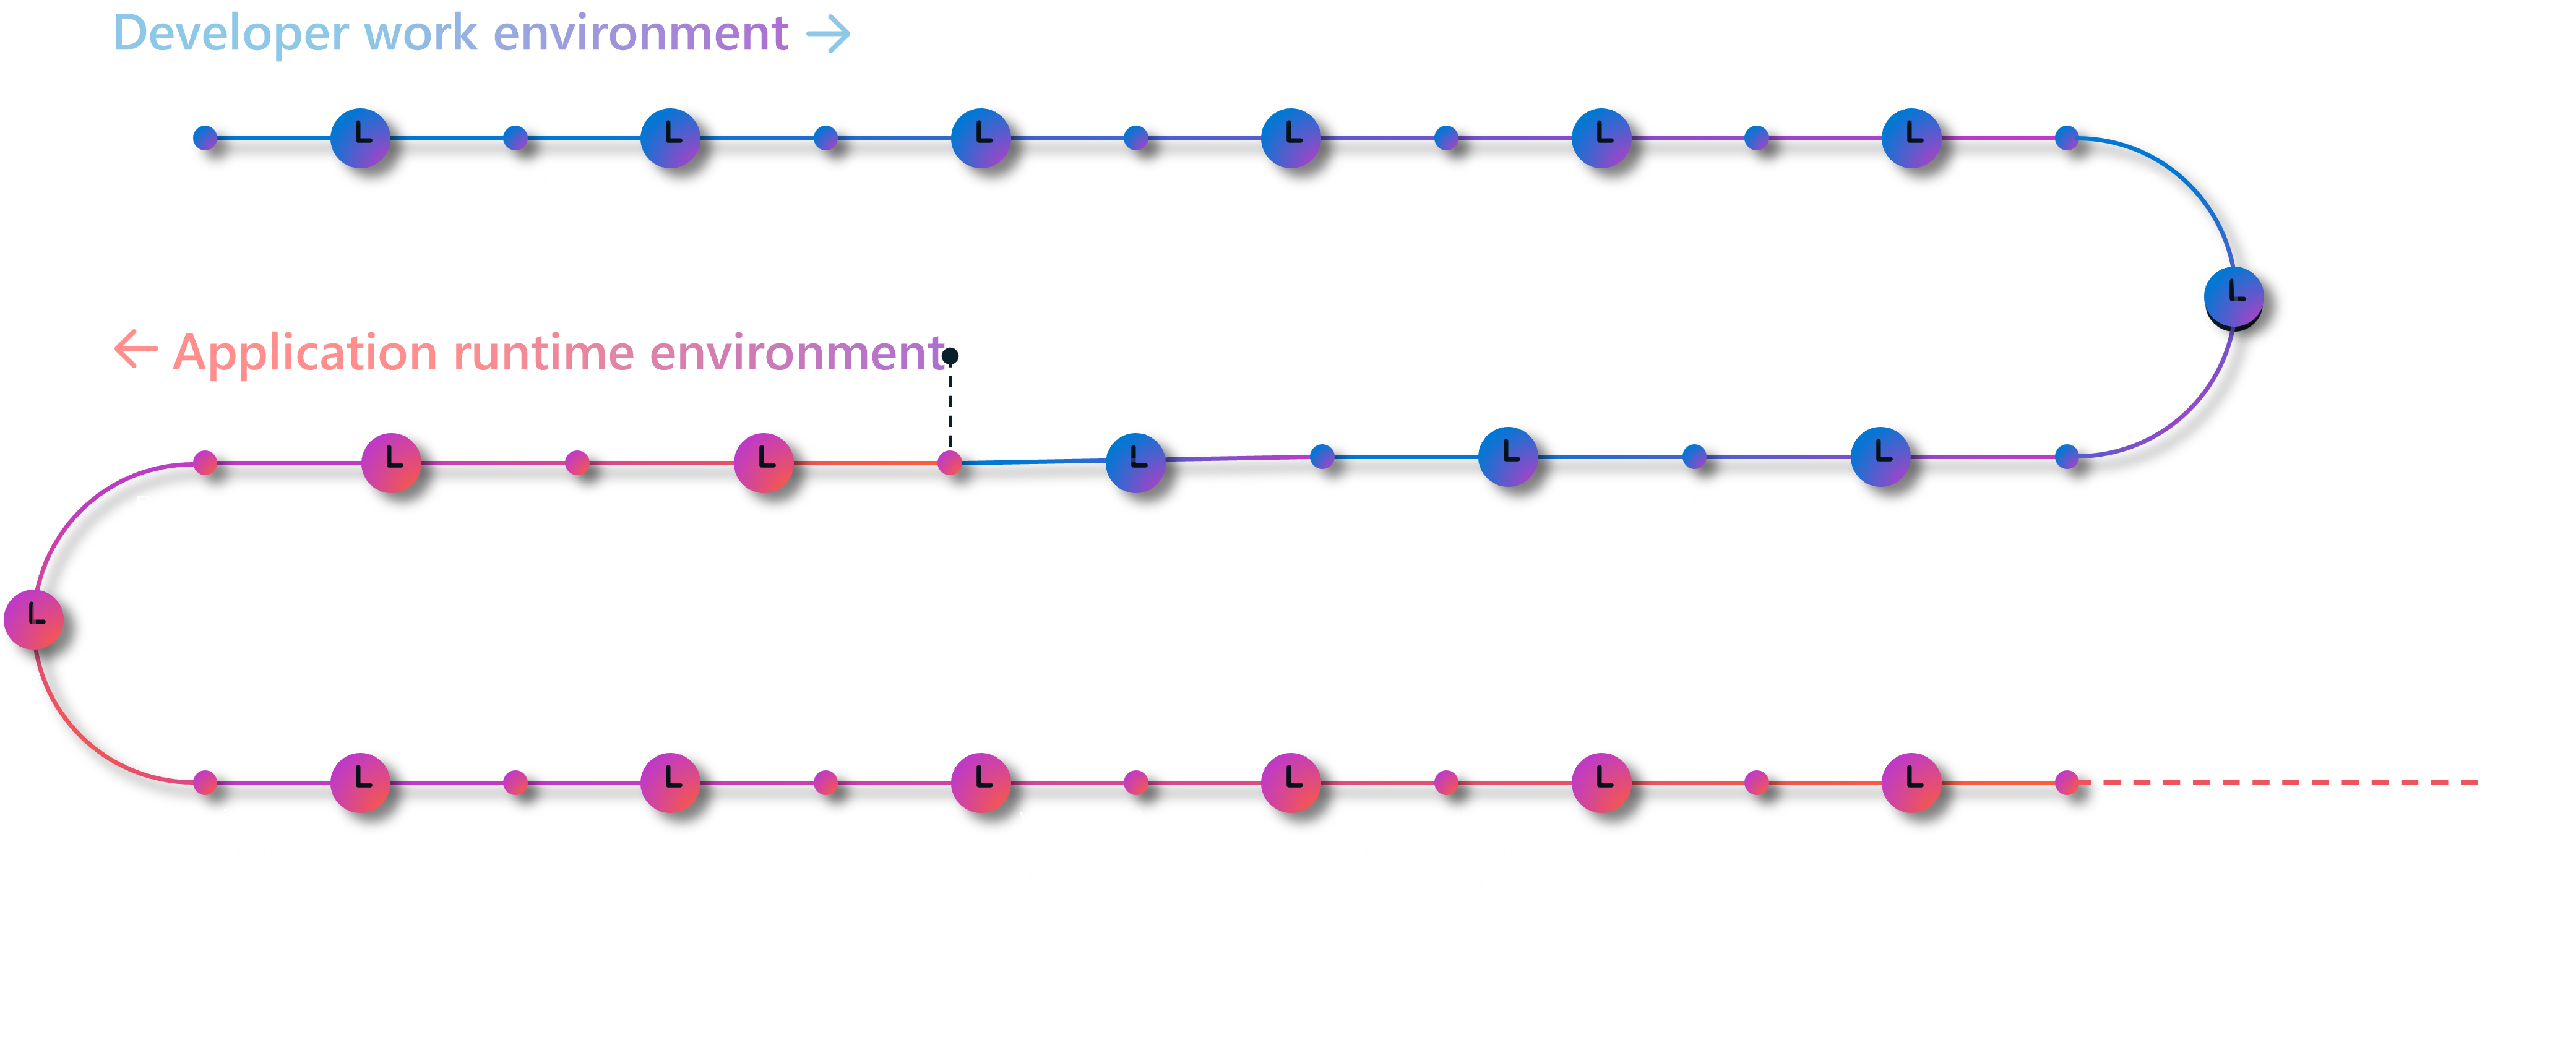 Developer work environment →
← Application runtime environment